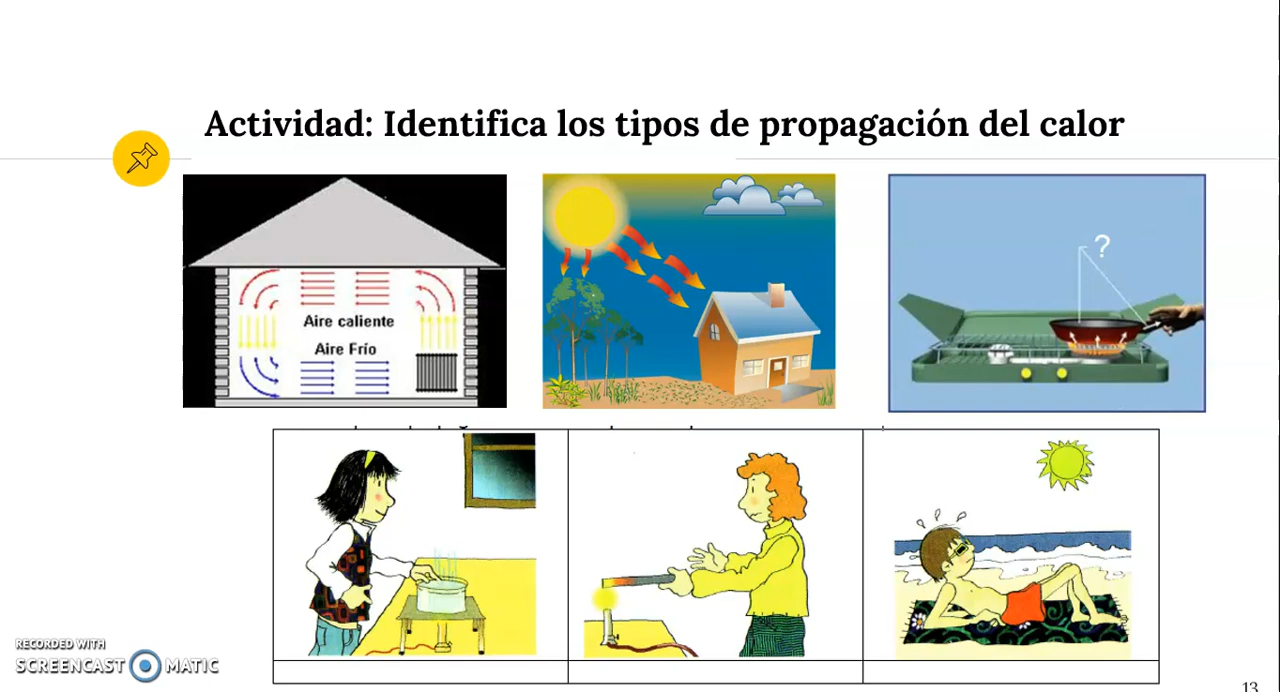 Actividad: Identifica los tipos de propagación del calor
Aire caliente
Aire Frío
?
RECORDED WITH
SCREENCAST MATIC
13